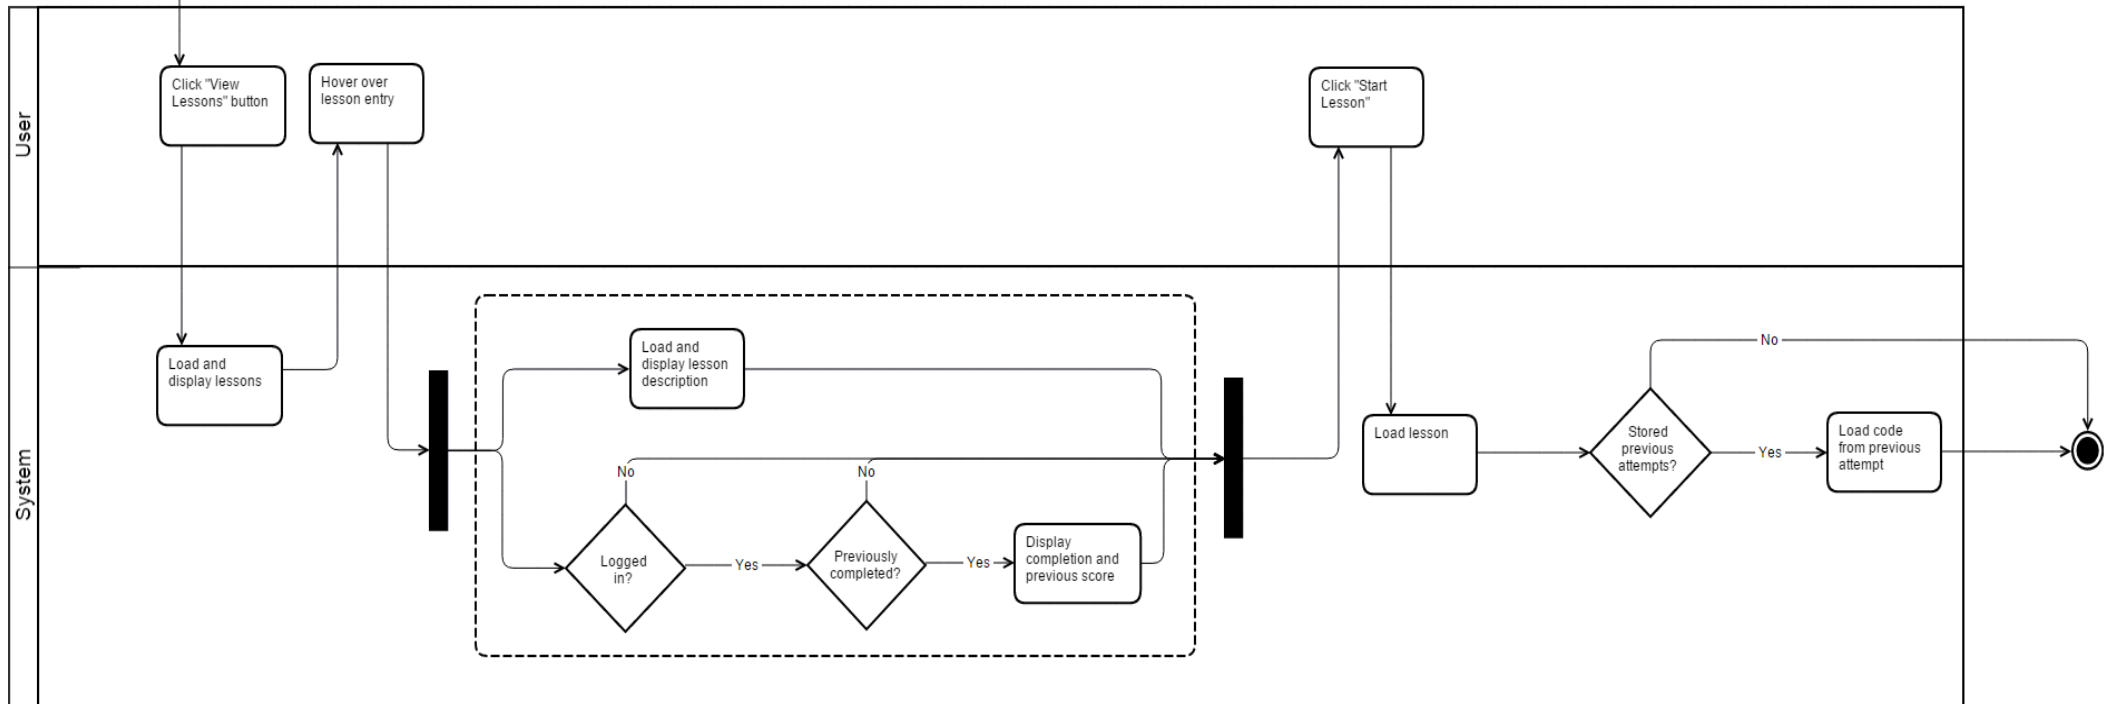 User
Click "View
Lessons" button
Hover over
lesson entry
Click "Start
Lesson"
System
Load and
display lessons
Load and
display lesson
description
No
No
Logged
in?
Yes
Previously
completed?
Yes
Display
completion and
previous score
Load lesson
Stored
previous
attempts?
No
Yes
Load code
from previous
attempt